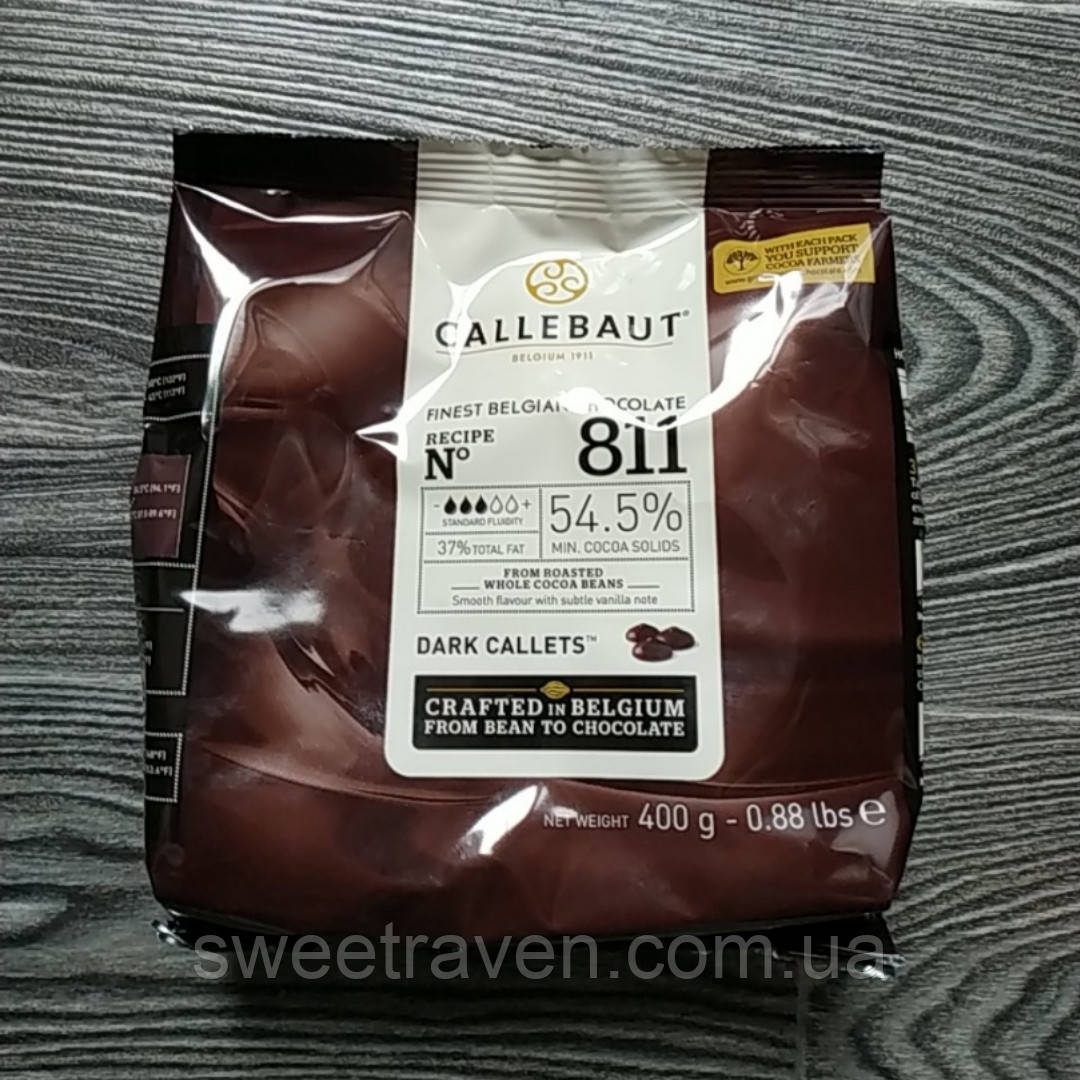 WITH EACH PACK
YOU SUPPORT
COCOA FARMERS
CALLEBAUT®
BELGIUM 1911
FINEST BELGIAN CHOCOLATE
RECIPE
Nº 811
- +
STANDARD FLUIDITY
37% TOTAL FAT
54.5%
MIN. COCOA SOLIDS
FROM ROASTED
WHOLE COCOA BEANS
Smooth flavour with subtle vanilla note
DARK CALLETS™
CRAFTED IN BELGIUM
FROM BEAN TO CHOCOLATE
NET WEIGHT 400 g - 0.88 lbs e
sweetraven.com.ua